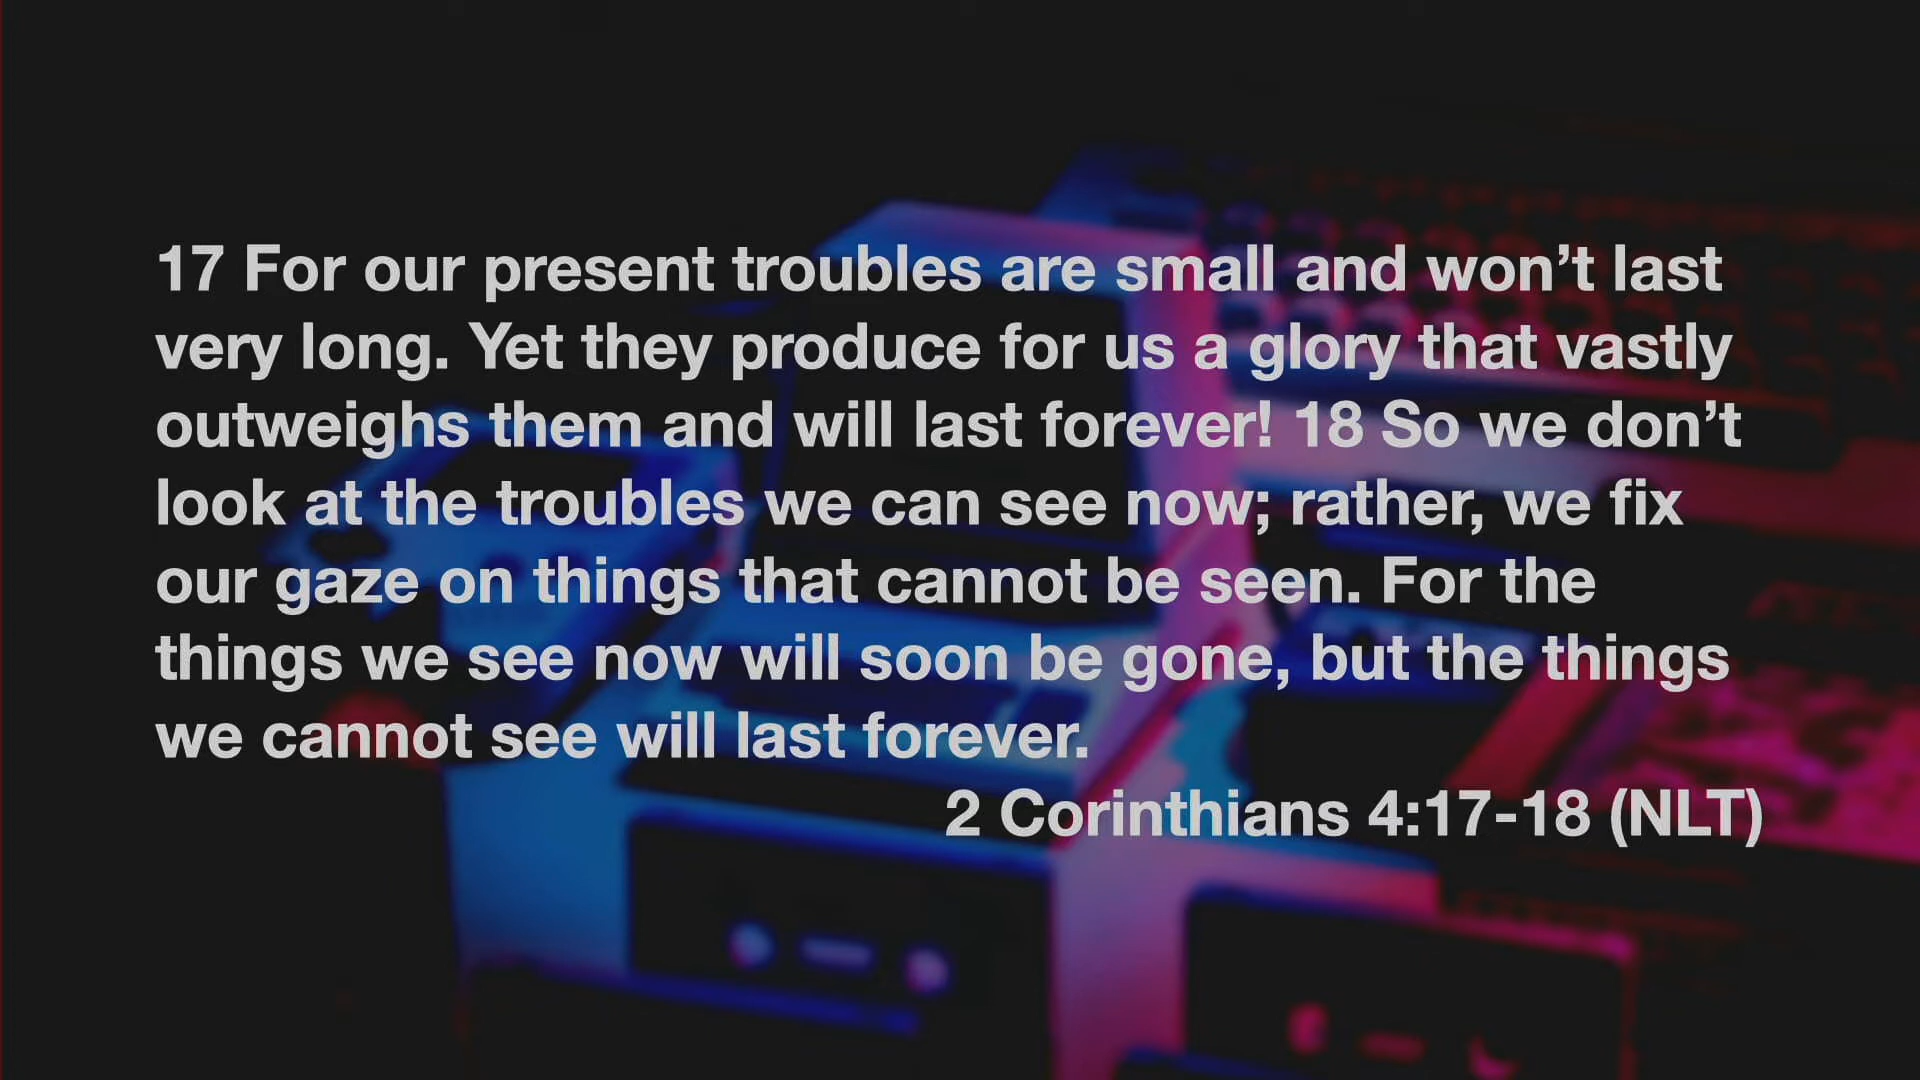 17 For our present troubles are small and won’t last
very long. Yet they produce for us a glory that vastly
outweighs them and will last forever! 18 So we don’t
look at the troubles we can see now; rather, we fix
our gaze on things that cannot be seen. For the
things we see now will soon be gone, but the things
we cannot see will last forever.
2 Corinthians 4:17-18 (NLT)